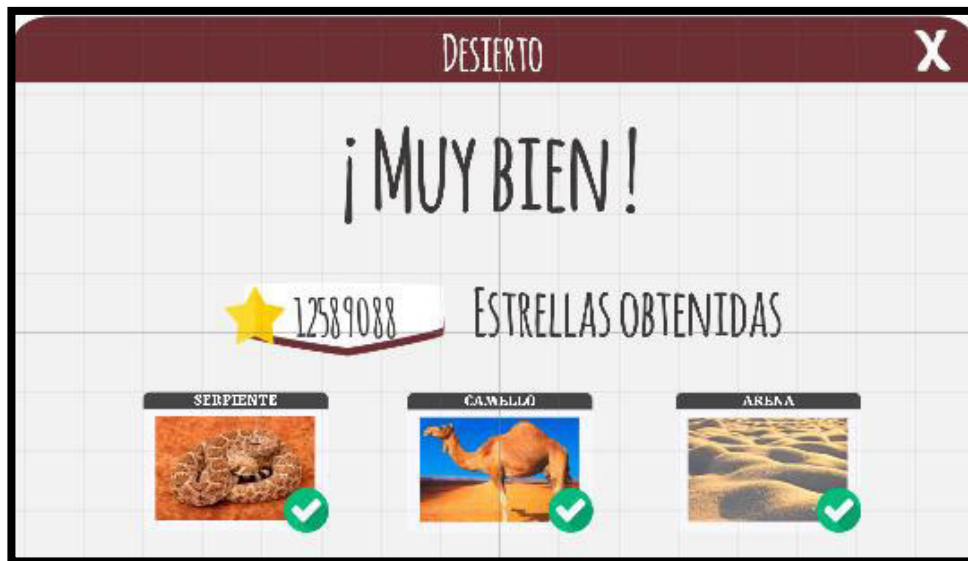 DESIERTO X
¡ MUY BIEN !
12589088 ESTRELLAS OBTENIDAS
SERPIENTE CAMELLO ARENA